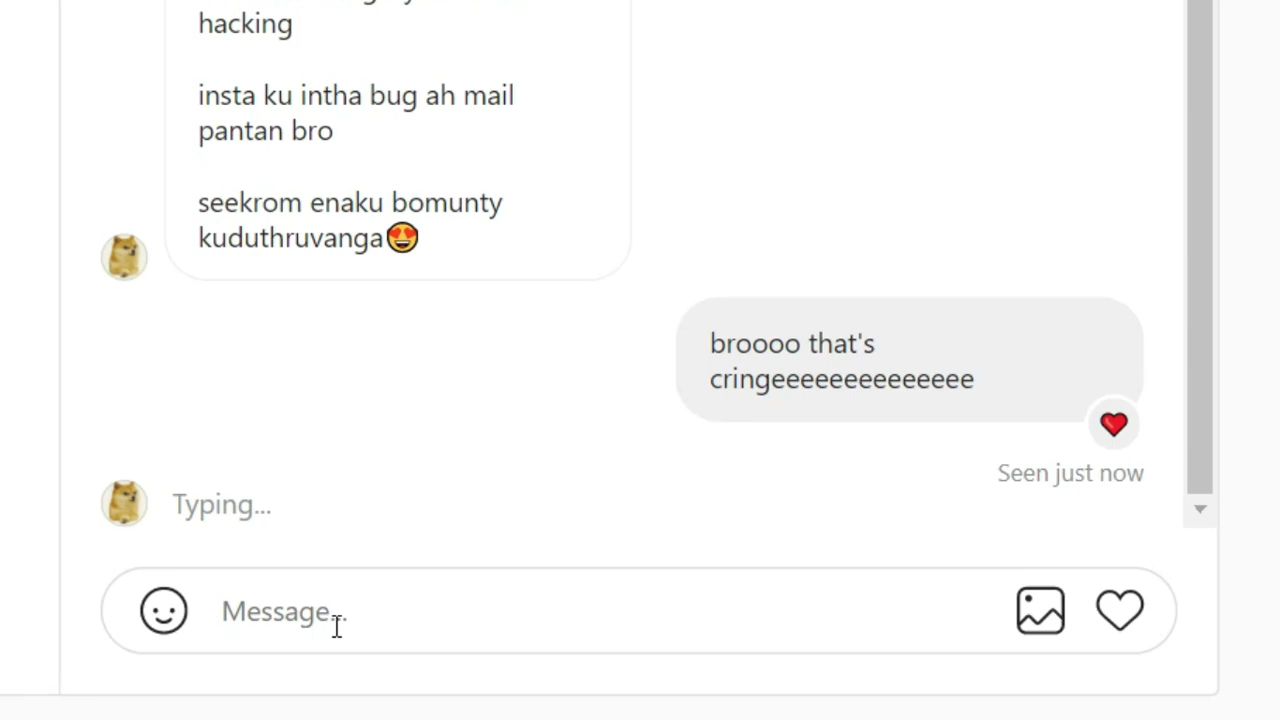 hacking
insta ku intha bug ah mail
pantan bro
seekrom enaku bomunty
kuduthruvanga😍
broooo that's
cringeeeeeeeeeeeeee
Seen just now
Typing...
Message...